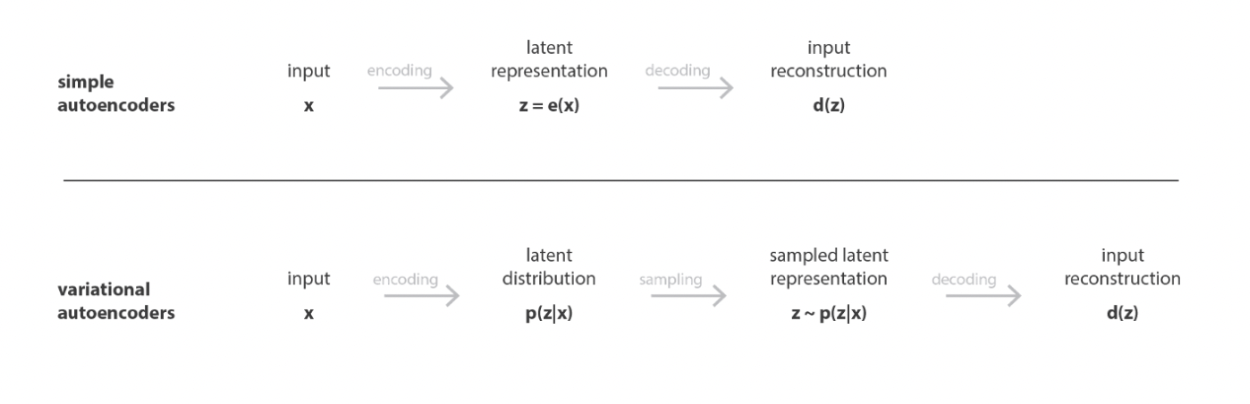 simple
autoencoders
input
x
encoding
latent
representation
z = e(x)
decoding
input
reconstruction
d(z)
variational
autoencoders
input
x
encoding
latent
distribution
p(z|x)
sampling
sampled latent
representation
z ~ p(z|x)
decoding
input
reconstruction
d(z)